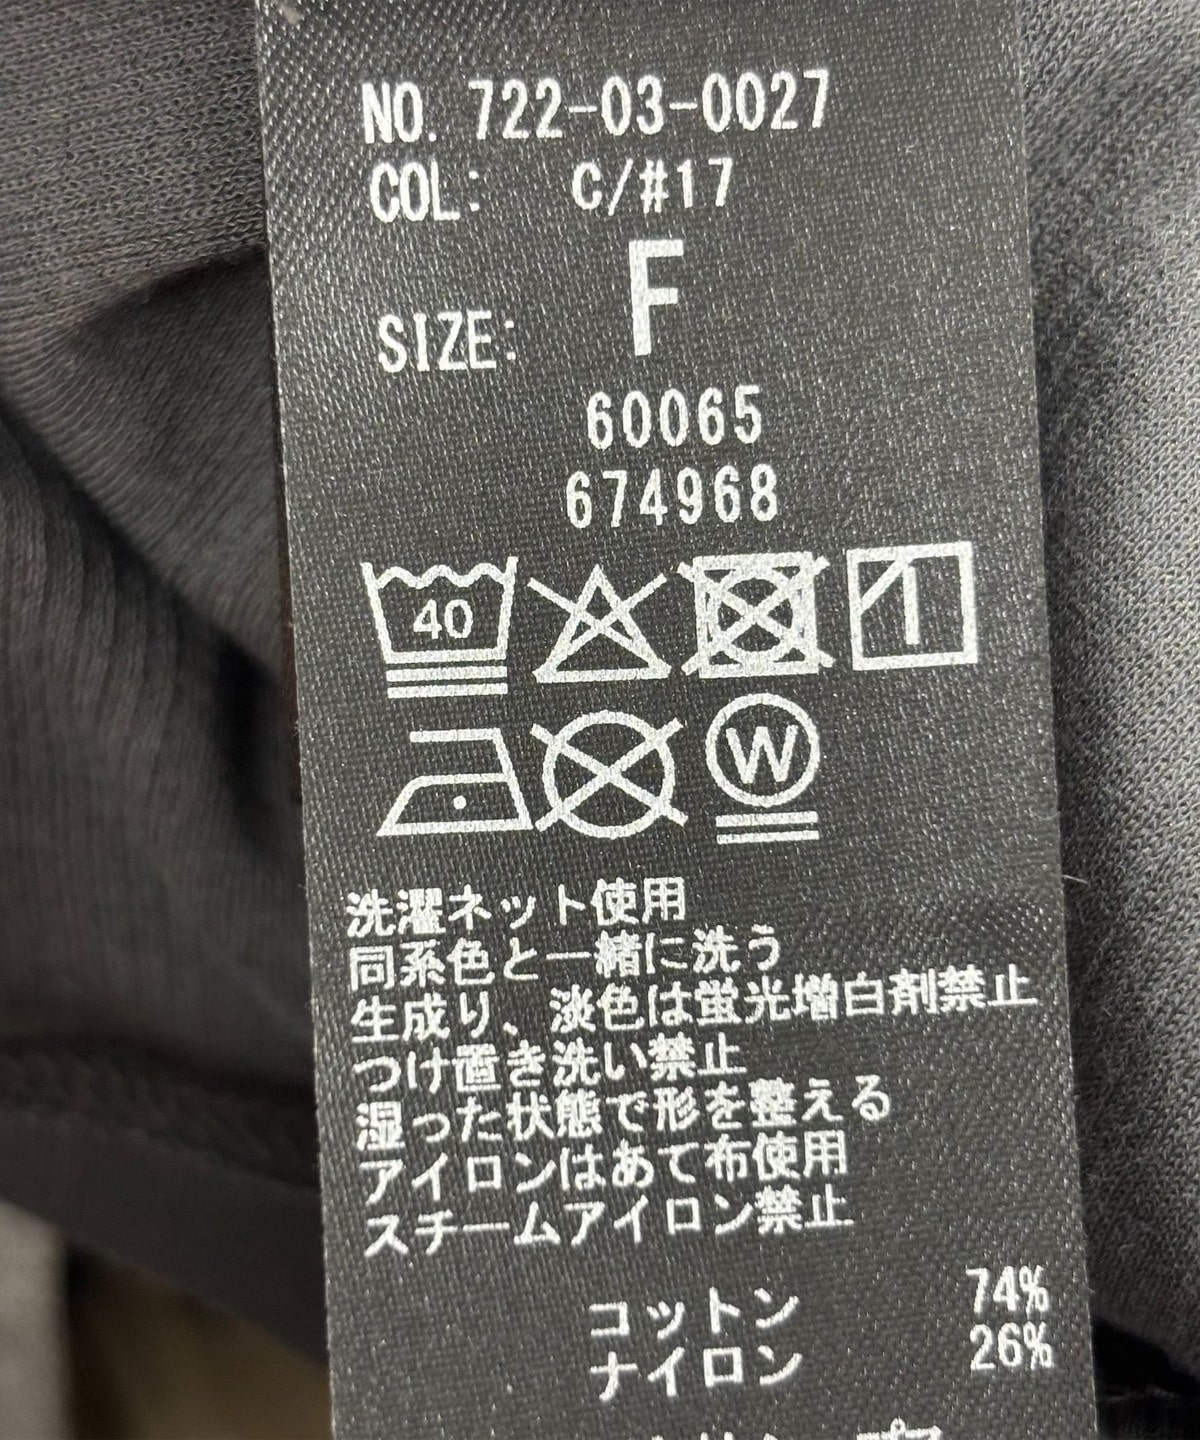 NO. 722-03-0027
COL: C/#17
SIZE: F
60065
674968
40
W
洗濯ネット使用
同系色と一緒に洗う
生成り、淡色は蛍光増白剤禁止
つけ置き洗い禁止
湿った状態で形を整える
アイロンはあて布使用
スチームアイロン禁止
コットン 74%
ナイロン 26%